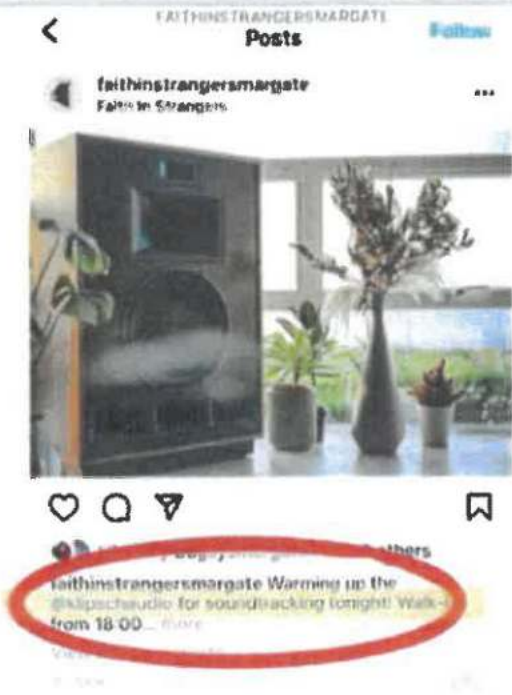 FAITHINSTRANGERSMARGATE
Posts
Follow
faithinstrangersmargate
Faith in Strangers
others
faithinstrangersmargate Warming up the
@klipschaudio for soundtracking tonight! Walk-
from 18:00... more
View